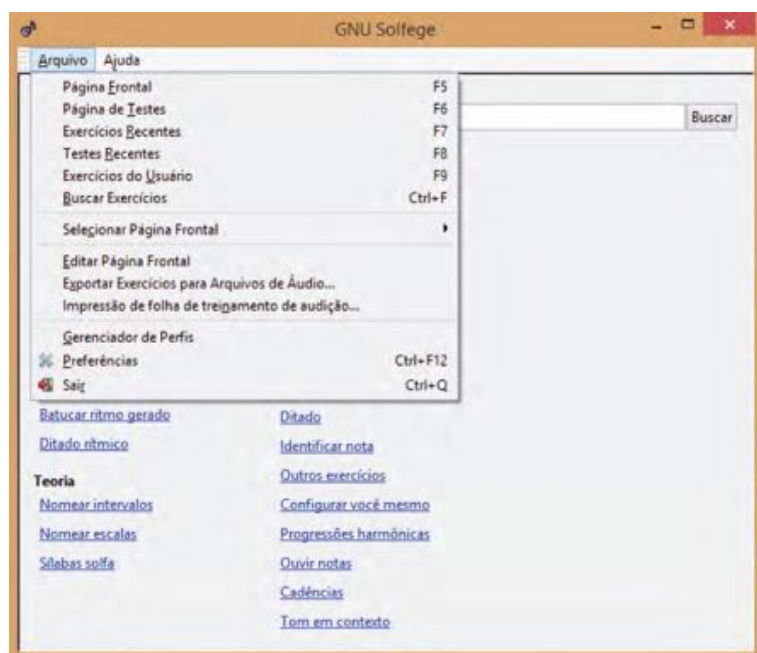 GNU Solfege
Arquivo Ajuda
Página Frontal F5
Página de Testes F6
Exercícios Recentes F7
Testes Recentes F8
Exercícios do Usuário F9
Buscar Exercícios Ctrl+F
Buscar
Selecionar Página Frontal
Editar Página Frontal
Exportar Exercícios para Arquivos de Áudio...
Impressão de folha de treinamento de audição...
Gerenciador de Perfis
Preferências Ctrl+F12
Sair Ctrl+Q
Batucar ritmo gerado
Ditado rítmico
Teoria
Nomear intervalos
Nomear escalas
Sílabas solfa
Ditado
Identificar nota
Outros exercícios
Configurar você mesmo
Progressões harmônicas
Ouvir notas
Cadências
Tom em contexto